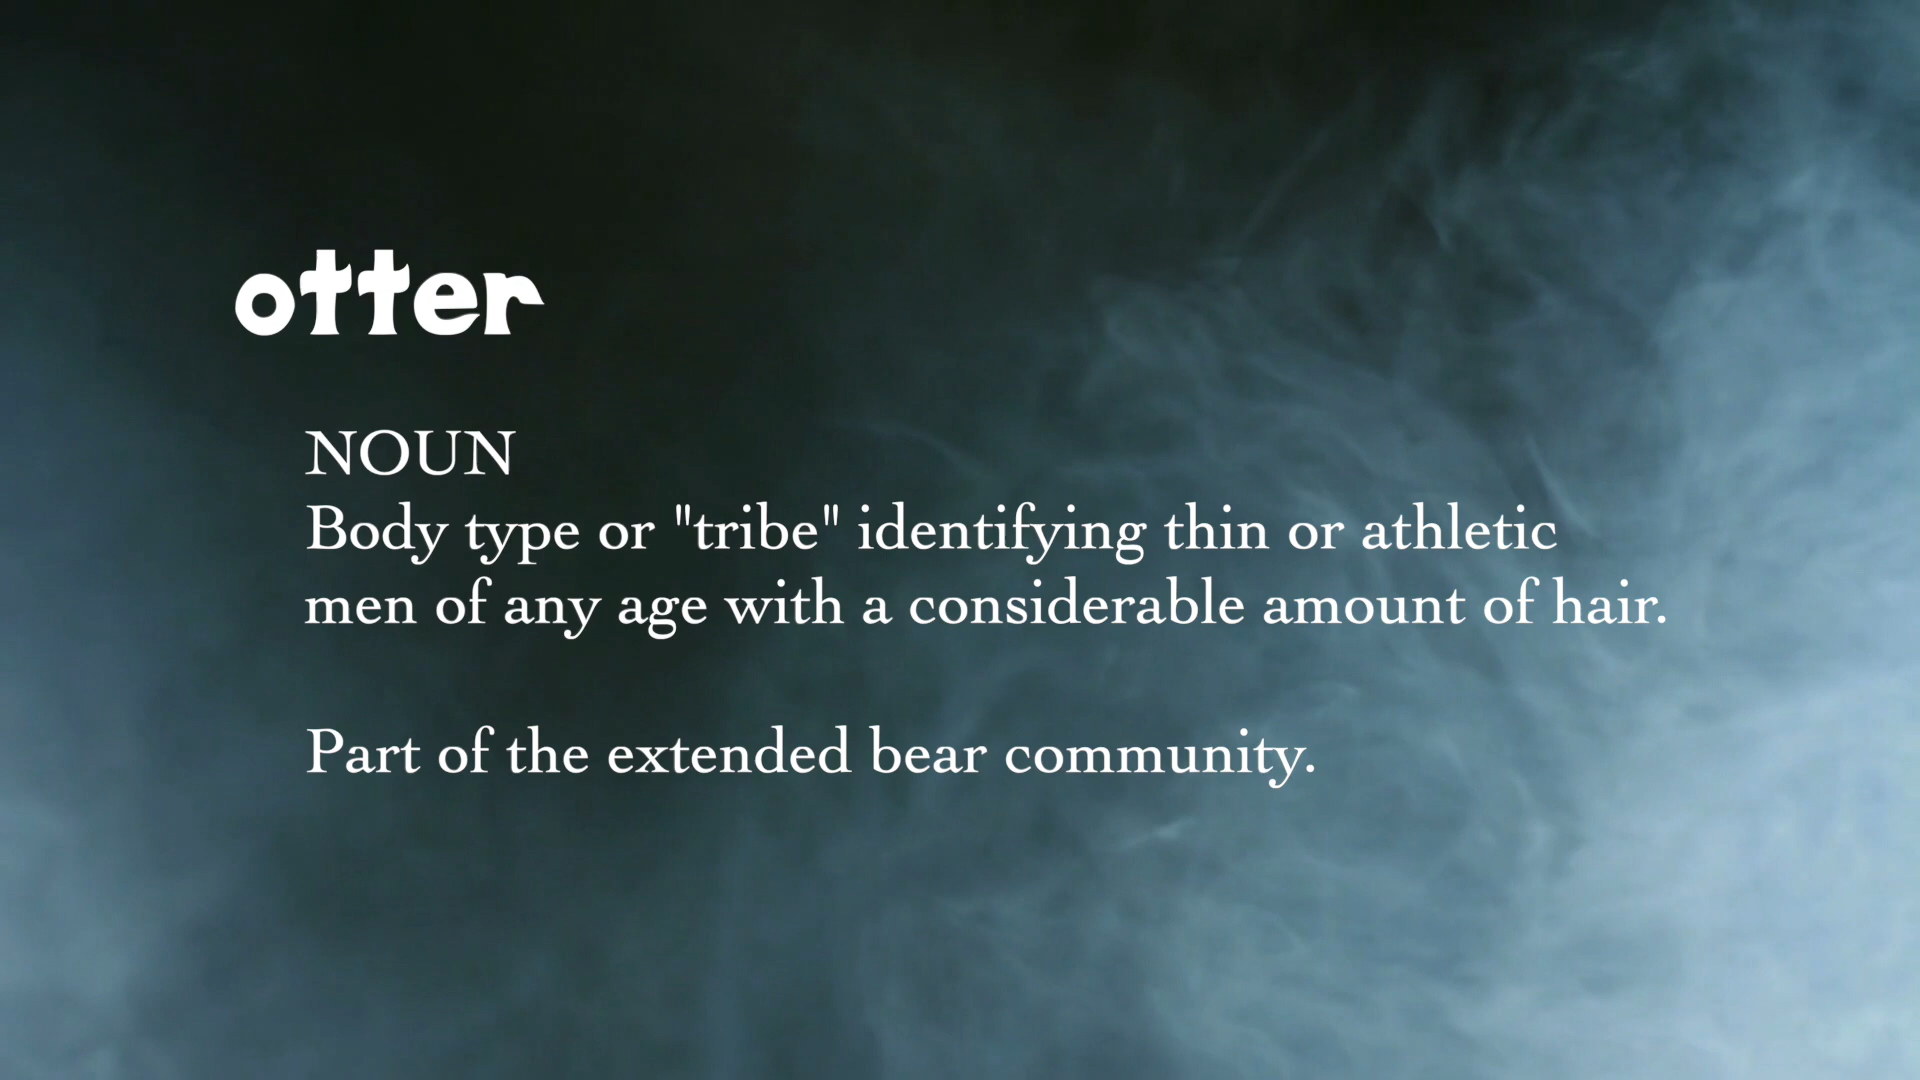 otter
NOUN
Body type or "tribe" identifying thin or athletic
men of any age with a considerable amount of hair.
Part of the extended bear community.